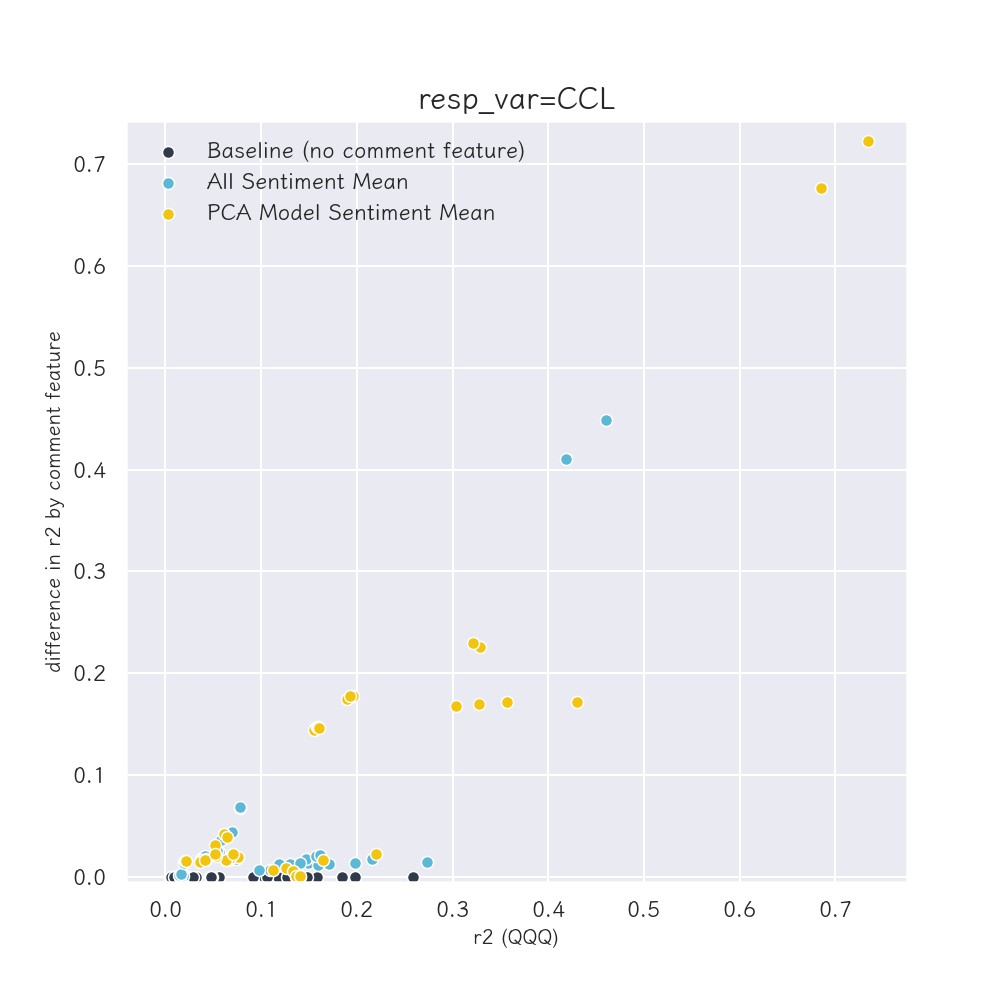 resp_var=CCL
Baseline (no comment feature)
All Sentiment Mean
PCA Model Sentiment Mean
difference in r2 by comment feature
0.7
0.6
0.5
0.4
0.3
0.2
0.1
0.0
0.0 0.1 0.2 0.3 0.4 0.5 0.6 0.7
r2 (QQQ)